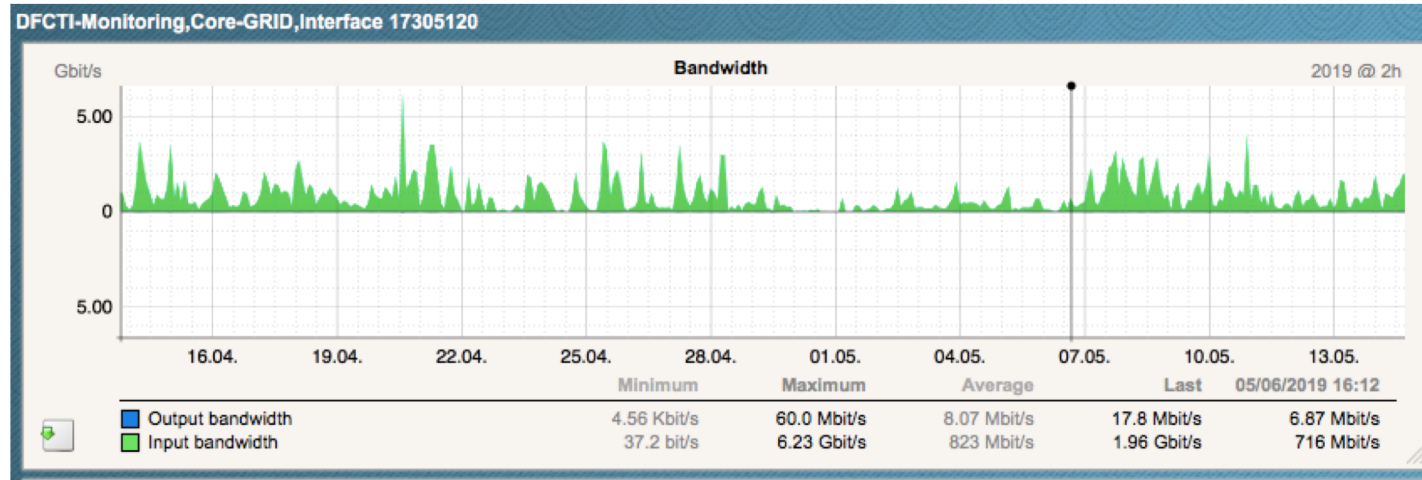 DFCTI-Monitoring,Core-GRID,Interface 17305120
Gbit/s Bandwidth 2019 @ 2h
5.00
0
5.00
16.04. 19.04. 22.04. 25.04. 28.04. 01.05. 04.05. 07.05. 10.05. 13.05.
Minimum Maximum Average Last 05/06/2019 16:12
Output bandwidth 4.56 Kbit/s 60.0 Mbit/s 8.07 Mbit/s 17.8 Mbit/s 6.87 Mbit/s
Input bandwidth 37.2 bit/s 6.23 Gbit/s 823 Mbit/s 1.96 Gbit/s 716 Mbit/s